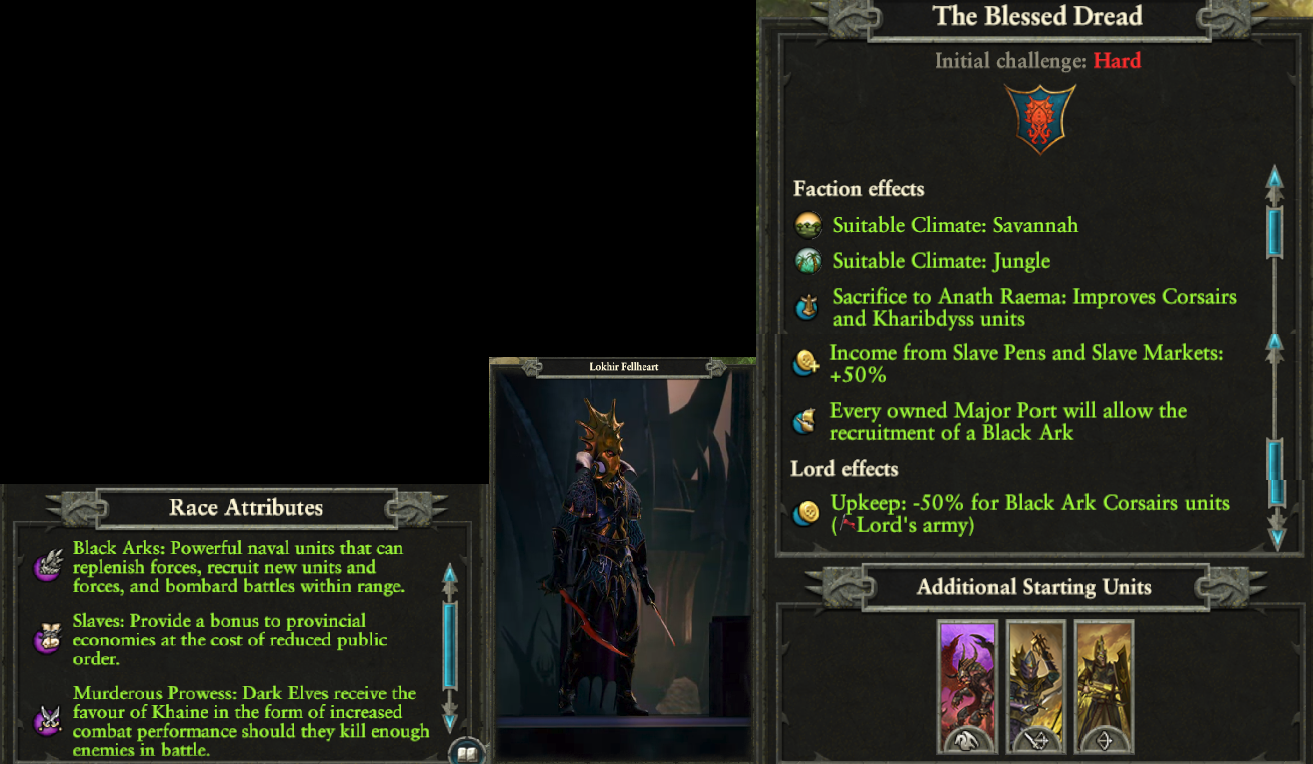 The Blessed Dread
Initial challenge: Hard
Faction effects
Suitable Climate: Savannah
Suitable Climate: Jungle
Sacrifice to Anath Raema: Improves Corsairs
and Kharibdyss units
Income from Slave Pens and Slave Markets:
+50%
Every owned Major Port will allow the
recruitment of a Black Ark
Lord effects
Upkeep: -50% for Black Ark Corsairs units
(Lord's army)
Additional Starting Units
Lokhir Fellheart
Race Attributes
Black Arks: Powerful naval units that can
replenish forces, recruit new units and
forces, and bombard battles within range.
Slaves: Provide a bonus to provincial
economies at the cost of reduced public
order.
Murderous Prowess: Dark Elves receive the
favour of Khaine in the form of increased
combat performance should they kill enough
enemies in battle.